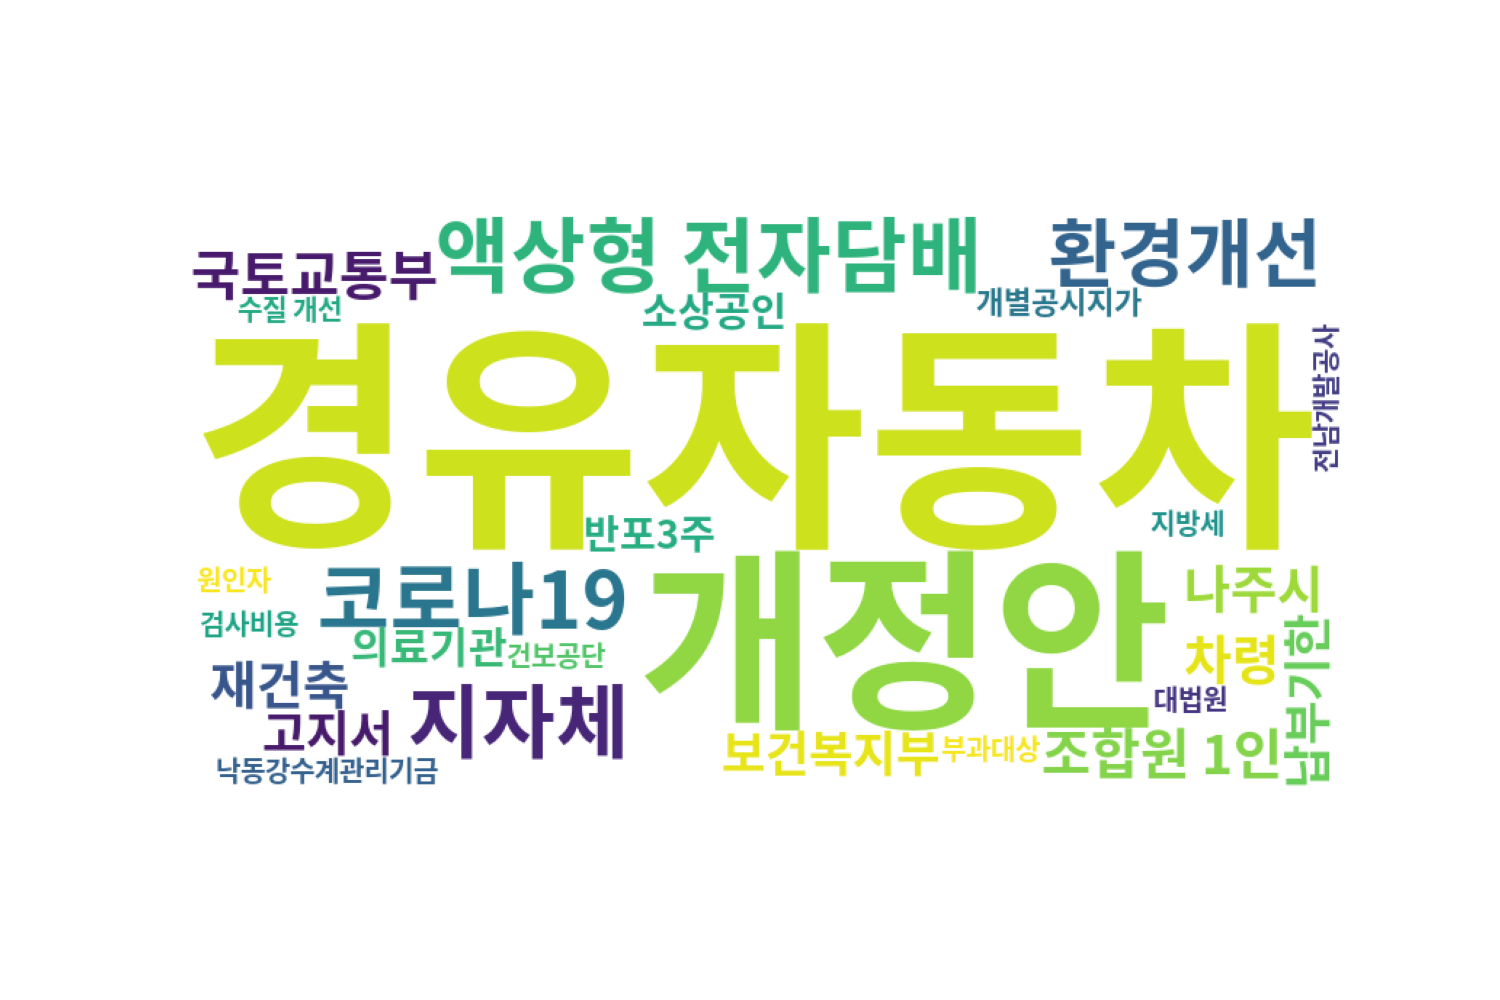 액상형 전자담배
환경개선
국토교통부
수질 개선
소상공인
개별공시지가
경유자동차
전남개발공사
반포3주
지방세
개정안
원인자
코로나19
나주시
검사비용
의료기관
건보공단
차령
납부기한
재건축
지자체
대법원
고지서
보건복지부
부과대상
조합원 1인
낙동강수계관리기금